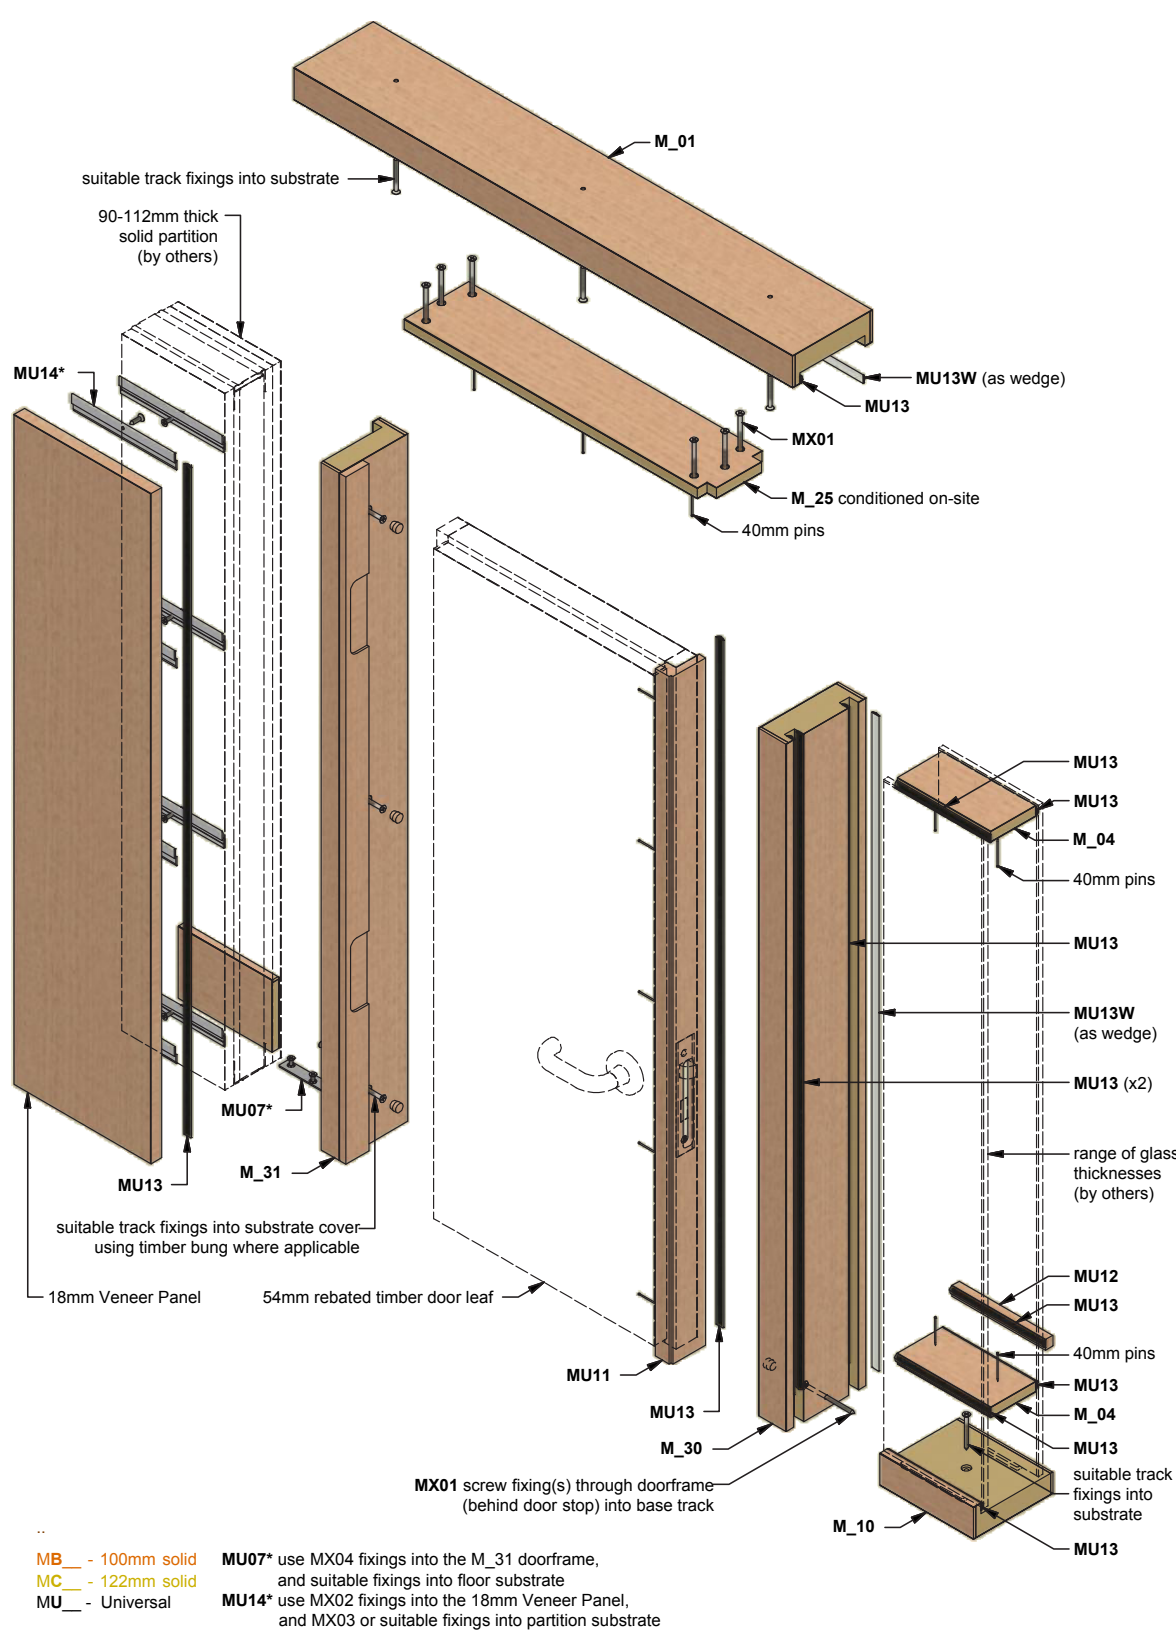 M_01
suitable track fixings into substrate
90-112mm thick
solid partition
(by others)
MU14*
MU13W (as wedge)
MU13
MX01
M_25 conditioned on-site
40mm pins
MU13
MU13
M_04
40mm pins
MU13
MU13W
(as wedge)
MU13 (x2)
MU07*
M_31
MU13
range of glass
thicknesses
(by others)
suitable track fixings into substrate cover
using timber bung where applicable
18mm Veneer Panel
54mm rebated timber door leaf
MU12
MU13
40mm pins
MU13
M_04
MU11
MU13
M_30
MU13
MX01 screw fixing(s) through doorframe
(behind door stop) into base track
suitable track
fixings into
substrate
M_10
MU13
..
MB__ - 100mm solid
MC__ - 122mm solid
MU__ - Universal
MU07* use MX04 fixings into the M_31 doorframe,
and suitable fixings into floor substrate
MU14* use MX02 fixings into the 18mm Veneer Panel,
and MX03 or suitable fixings into partition substrate